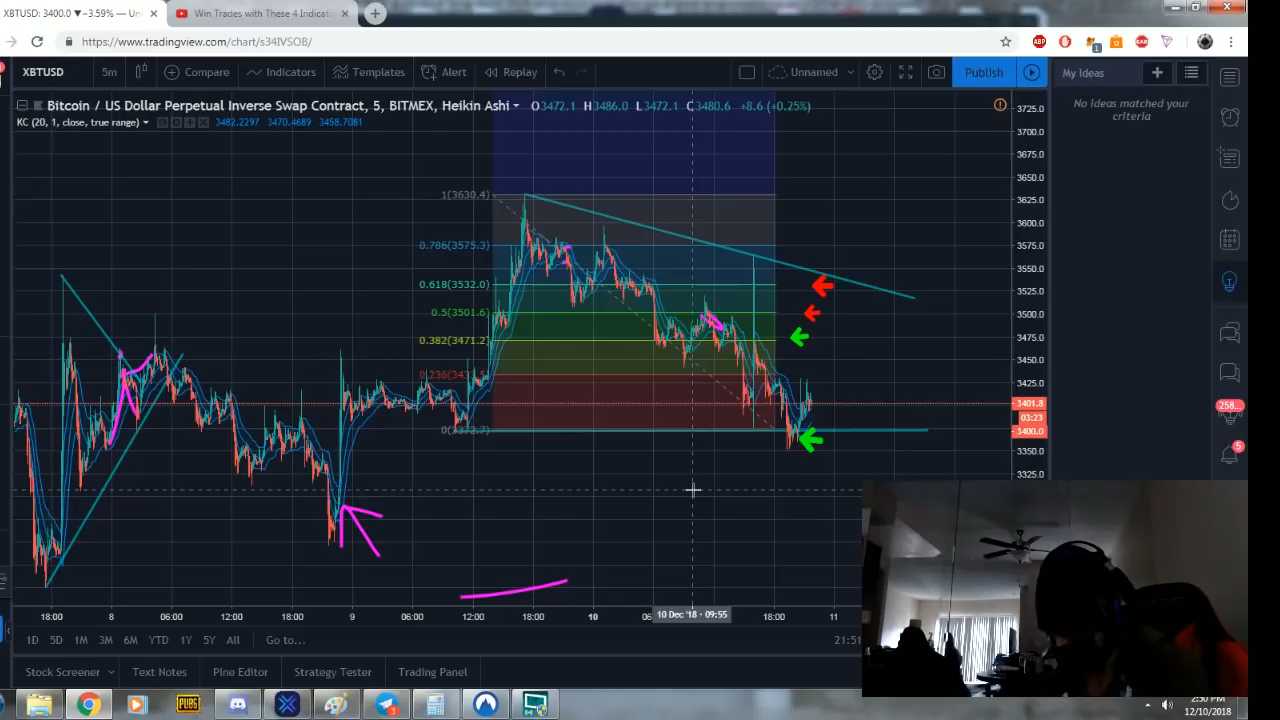 XBTUSD: 3400.0 ▼−3.59% — Un
Win Trades with These 4 Indicat
https://www.tradingview.com/chart/s34IVSOB/
XBTUSD 5m Compare Indicators Templates Alert Replay Unnamed Publish My Ideas
Bitcoin / US Dollar Perpetual Inverse Swap Contract, 5, BITMEX, Heikin Ashi O3472.1 H3486.0 L3472.1 C3480.6 +8.6 (+0.25%)
KC (20, 1, close, true range) 3482.2297 3470.4689 3458.7081
No ideas matched your
criteria
3725.0
3700.0
3675.0
3650.0
3625.0
3600.0
3575.0
3550.0
3525.0
3500.0
3475.0
3450.0
3425.0
3401.8
03:23
3400.0
3350.0
3325.0
1(3630.4)
0.786(3575.3)
0.618(3532.0)
0.5(3501.6)
0.382(3471.2)
0(3372.7)
258...
5
1
18:00 8 06:00 12:00 18:00 9 06:00 12:00 18:00 10 06 10 Dec '18 - 09:55 18:00 11
1D 5D 1M 3M 6M YTD 1Y 5Y All Go to... 21:51
Stock Screener Text Notes Pine Editor Strategy Tester Trading Panel
PUBG
3
12/10/2018